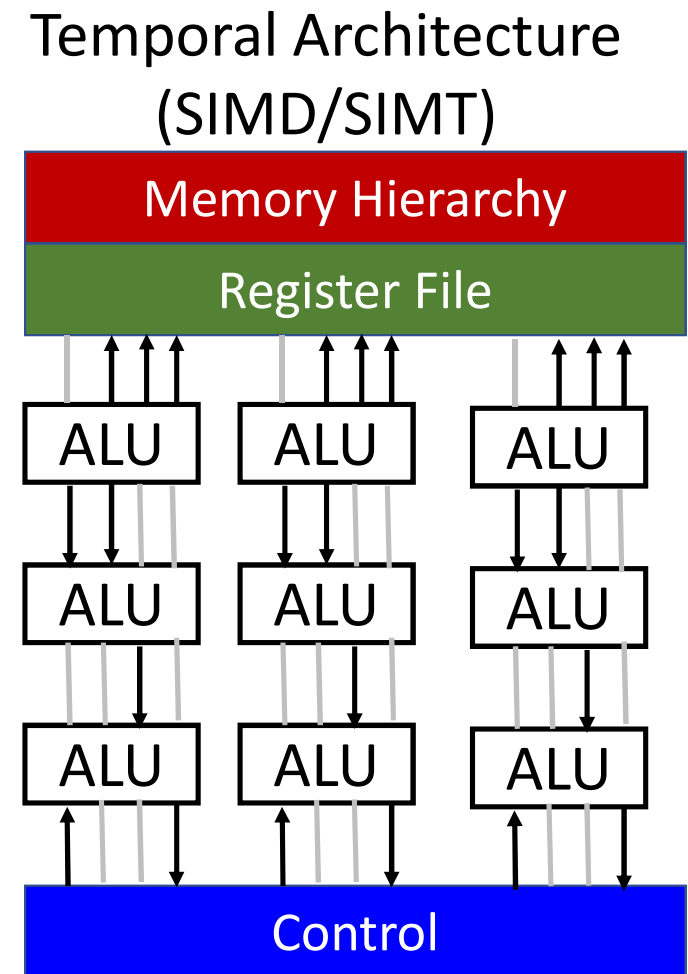 Temporal Architecture
(SIMD/SIMT)
Memory Hierarchy
Register File
ALU ALU ALU
ALU ALU ALU
ALU ALU ALU
Control